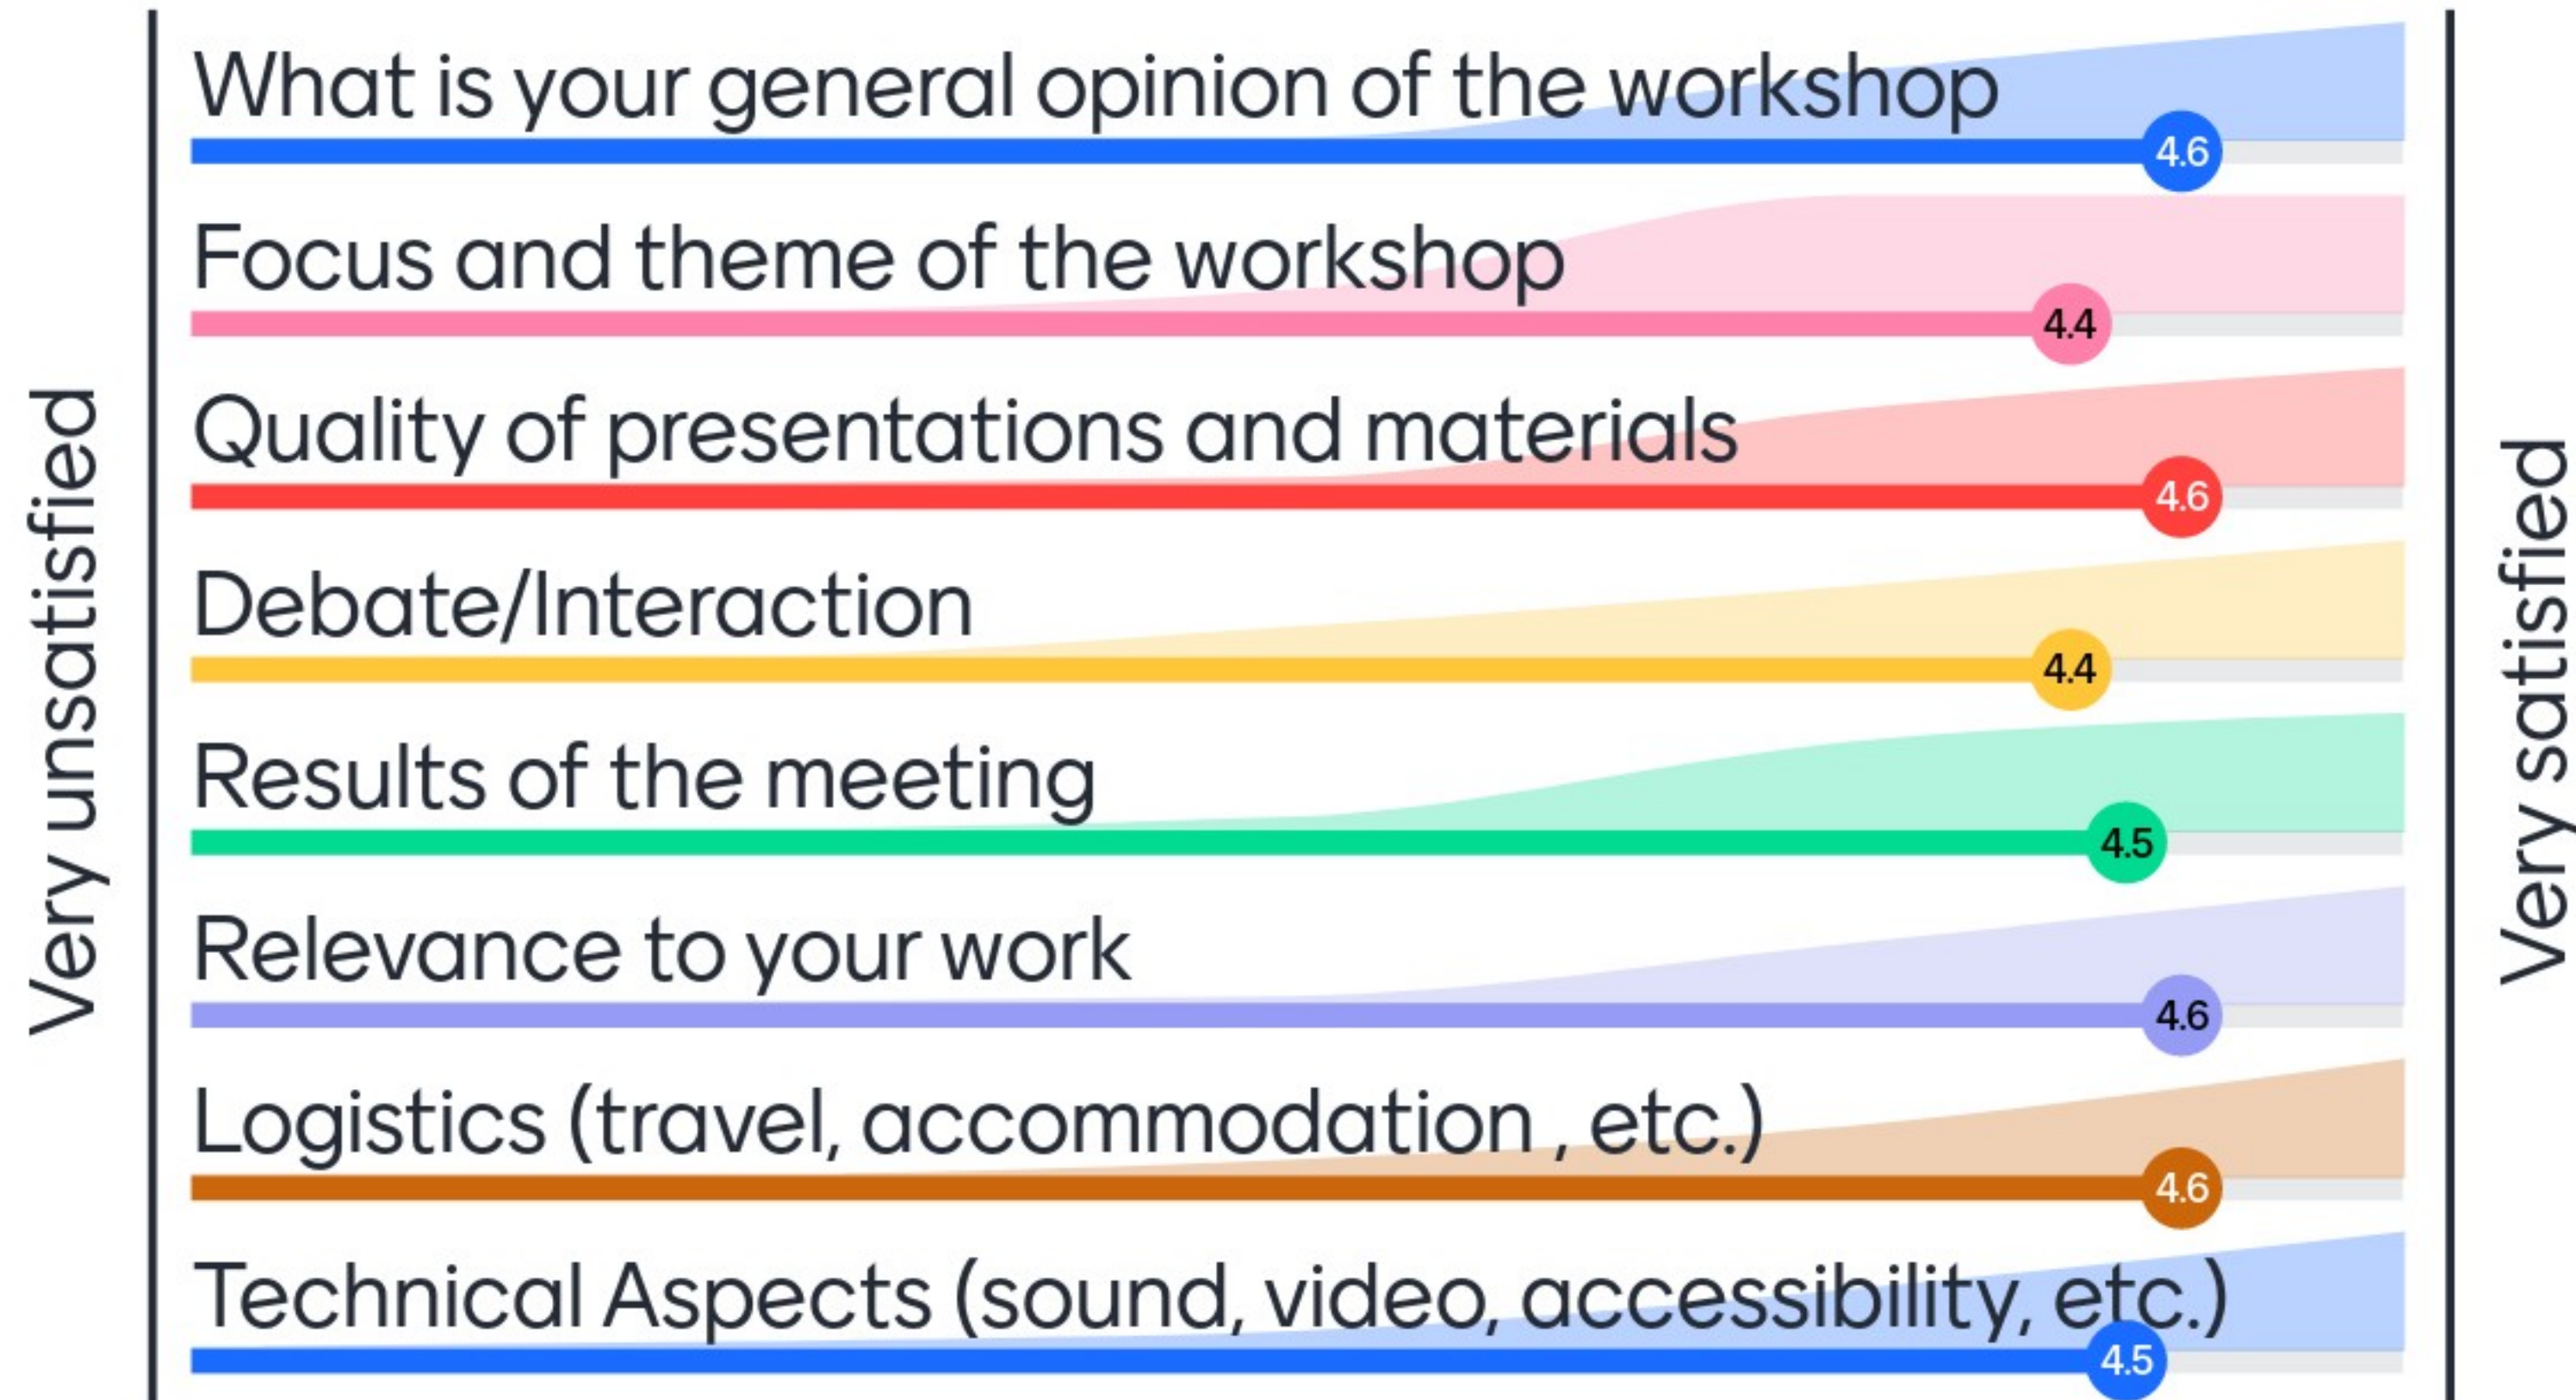 Very unsatisfied
What is your general opinion of the workshop
4.6
Focus and theme of the workshop
4.4
Quality of presentations and materials
4.6
Debate/Interaction
4.4
Results of the meeting
4.5
Relevance to your work
4.6
Logistics (travel, accommodation , etc.)
4.6
Technical Aspects (sound, video, accessibility, etc.)
4.5
Very satisfied